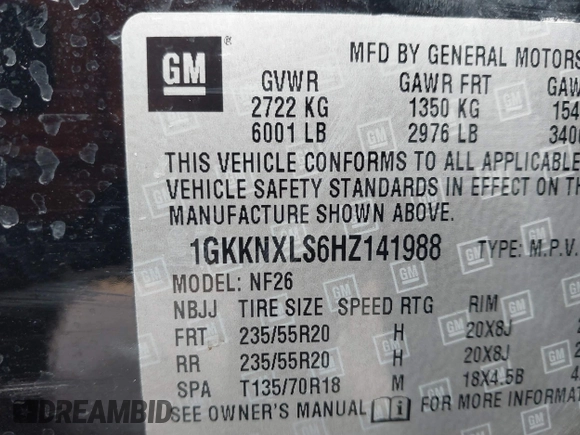 GM ® MFD BY GENERAL MOTORS
GVWR GAWR FRT
2722 KG 1350 KG
6001 LB 2976 LB
THIS VEHICLE CONFORMS TO ALL APPLICABLE
VEHICLE SAFETY STANDARDS IN EFFECT ON
MANUFACTURE SHOWN ABOVE.
1GKKNXLS6HZ141988 TYPE: M.P.V.
MODEL: NF26
NBJJ TIRE SIZE SPEED RTG RIM
FRT 235/55R20 H 20X8J
RR 235/55R20 H 20X8J
SPA T135/70R18 M 18X4.5B
SEE OWNER'S MANUAL FOR MORE
DREAMBID